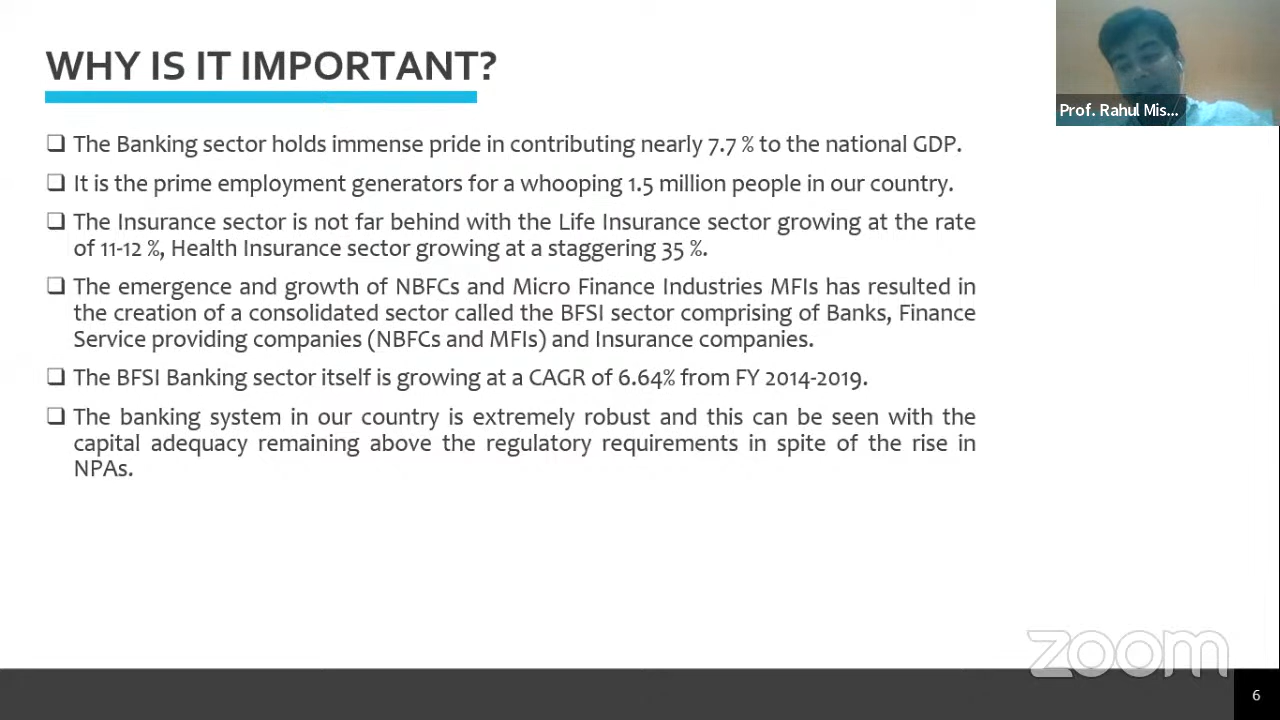 WHY IS IT IMPORTANT?
Prof. Rahul Mis...
❑ The Banking sector holds immense pride in contributing nearly 7.7 % to the national GDP.
❑ It is the prime employment generators for a whooping 1.5 million people in our country.
❑ The Insurance sector is not far behind with the Life Insurance sector growing at the rate
of 11-12 %, Health Insurance sector growing at a staggering 35 %.
❑ The emergence and growth of NBFCs and Micro Finance Industries MFIs has resulted in
the creation of a consolidated sector called the BFSI sector comprising of Banks, Finance
Service providing companies (NBFCs and MFIs) and Insurance companies.
❑ The BFSI Banking sector itself is growing at a CAGR of 6.64% from FY 2014-2019.
❑ The banking system in our country is extremely robust and this can be seen with the
capital adequacy remaining above the regulatory requirements in spite of the rise in
NPAs.
zoom
6